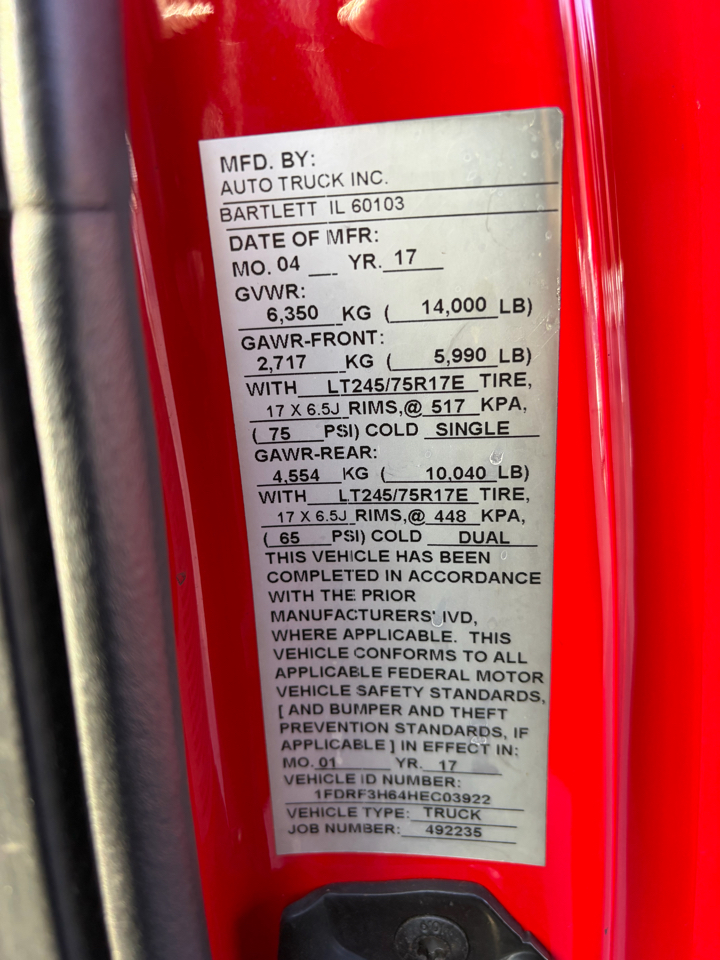 MFD. BY:
AUTO TRUCK INC.
BARTLETT IL 60103
DATE OF MFR:
MO. 04 ___ YR. 17
GVWR:
6,350 KG ( 14,000 LB)
GAWR-FRONT:
2,717 KG ( 5,990 LB)
WITH LT245/75R17E TIRE,
17 X 6.5J RIMS,@ 517 KPA,
( 75 PSI) COLD SINGLE
GAWR-REAR:
4,554 KG ( 10,040 LB)
WITH LT245/75R17E TIRE,
17 X 6.5J RIMS,@ 448 KPA,
( 65 PSI) COLD DUAL
THIS VEHICLE HAS BEEN
COMPLETED IN ACCORDANCE
WITH THE PRIOR
MANUFACTURERS' IVD,
WHERE APPLICABLE. THIS
VEHICLE CONFORMS TO ALL
APPLICABLE FEDERAL MOTOR
VEHICLE SAFETY STANDARDS,
[ AND BUMPER AND THEFT
PREVENTION STANDARDS, IF
APPLICABLE ] IN EFFECT IN:
MO. 01 YR. 17
VEHICLE ID NUMBER:
1FDRF3H64HEC03922
VEHICLE TYPE: TRUCK
JOB NUMBER: 492235